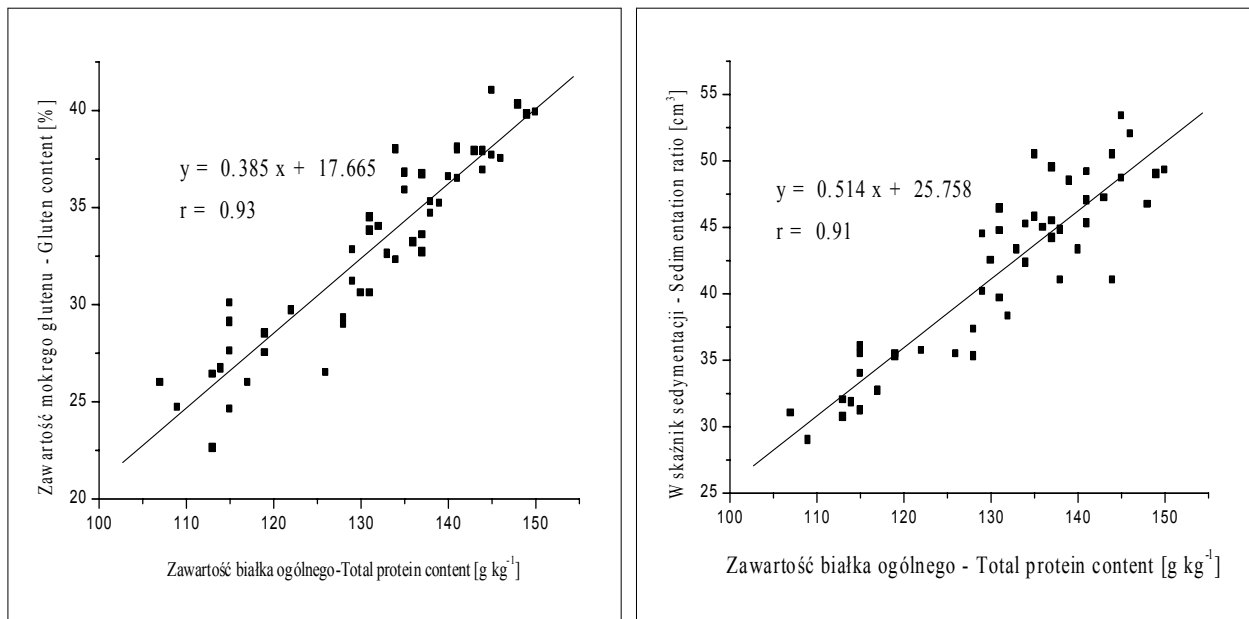 Zawartość mokrego glutenu - Gluten content [%]
40
35
30
25
20
y = 0.385 x + 17.665
r = 0.93
100 110 120 130 140 150
Zawartość białka ogólnego-Total protein content [g kg⁻¹]
W skaźnik sedymentacji - Sedimentation ratio [cm³]
55
50
45
40
35
30
25
y = 0.514 x + 25.758
r = 0.91
100 110 120 130 140 150
Zawartość białka ogólnego - Total protein content [g kg⁻¹]